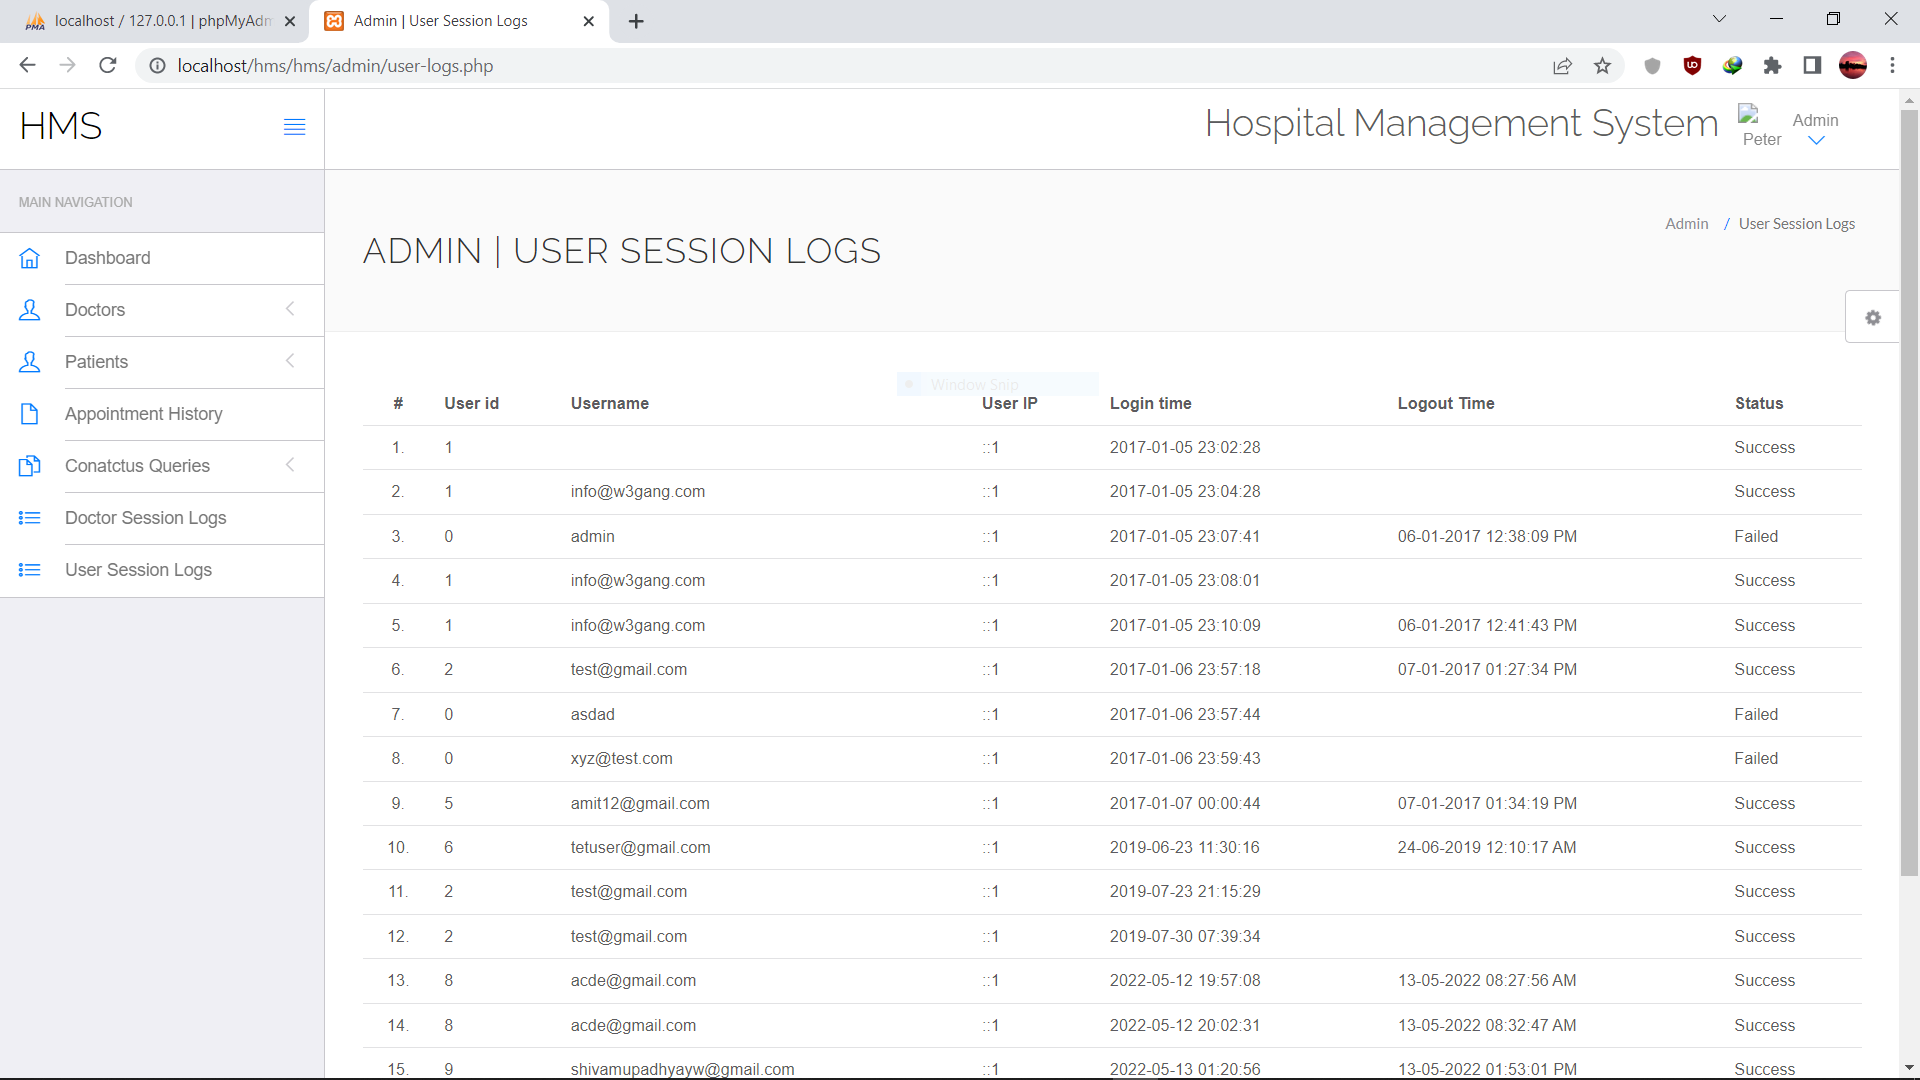 localhost / 127.0.0.1 | phpMyAdm
Admin | User Session Logs
localhost/hms/hms/admin/user-logs.php
HMS
Hospital Management System
Peter
Admin
MAIN NAVIGATION
Dashboard
Doctors
Patients
Appointment History
Conatctus Queries
Doctor Session Logs
User Session Logs
ADMIN | USER SESSION LOGS
Admin / User Session Logs
Window Snip
# User id Username User IP Login time Logout Time Status
1. 1 ::1 2017-01-05 23:02:28 Success
2. 1 info@w3gang.com ::1 2017-01-05 23:04:28 Success
3. 0 admin ::1 2017-01-05 23:07:41 06-01-2017 12:38:09 PM Failed
4. 1 info@w3gang.com ::1 2017-01-05 23:08:01 Success
5. 1 info@w3gang.com ::1 2017-01-05 23:10:09 06-01-2017 12:41:43 PM Success
6. 2 test@gmail.com ::1 2017-01-06 23:57:18 07-01-2017 01:27:34 PM Success
7. 0 asdad ::1 2017-01-06 23:57:44 Failed
8. 0 xyz@test.com ::1 2017-01-06 23:59:43 Failed
9. 5 amit12@gmail.com ::1 2017-01-07 00:00:44 07-01-2017 01:34:19 PM Success
10. 6 tetuser@gmail.com ::1 2019-06-23 11:30:16 24-06-2019 12:10:17 AM Success
11. 2 test@gmail.com ::1 2019-07-23 21:15:29 Success
12. 2 test@gmail.com ::1 2019-07-30 07:39:34 Success
13. 8 acde@gmail.com ::1 2022-05-12 19:57:08 13-05-2022 08:27:56 AM Success
14. 8 acde@gmail.com ::1 2022-05-12 20:02:31 13-05-2022 08:32:47 AM Success
15. 9 shivamupadhyayw@gmail.com ::1 2022-05-13 01:20:56 13-05-2022 01:53:01 PM Success